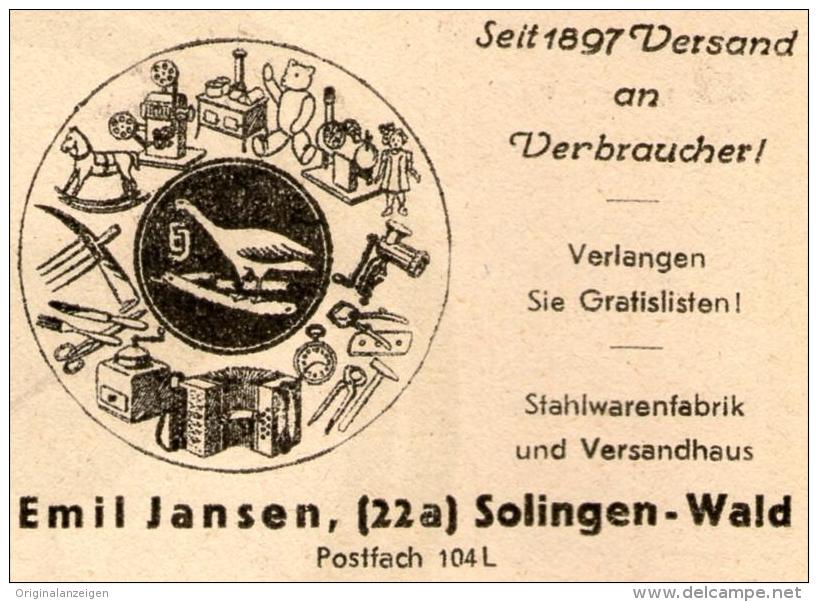 Seit 1897 Versand
an
Verbraucher!
Verlangen
Sie Gratislisten!
Stahlwarenfabrik
und Versandhaus
EJ
Emil Jansen, (22a) Solingen-Wald
Postfach 104 L
Originalanzeigen
delcampe.net